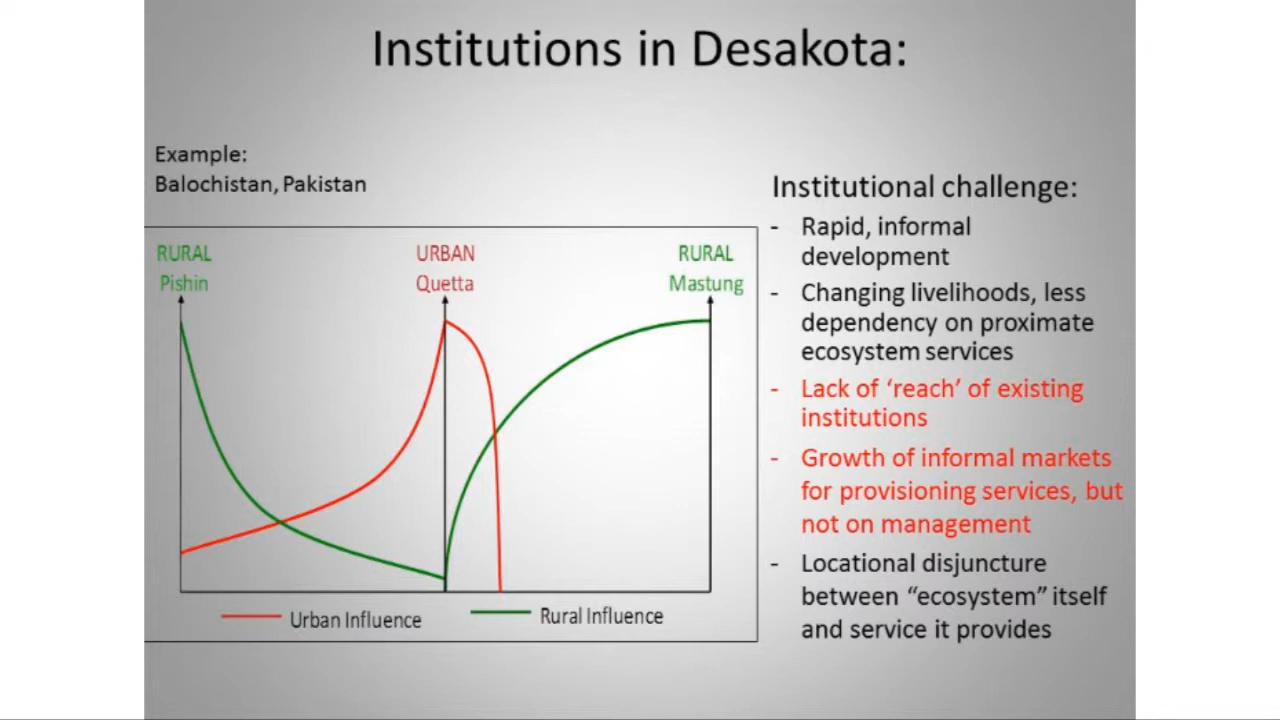 Institutions in Desakota:
Example:
Balochistan, Pakistan
RURAL
Pishin
URBAN
Quetta
RURAL
Mastung
Urban Influence
Rural Influence
Institutional challenge:
- Rapid, informal
development
- Changing livelihoods, less
dependency on proximate
ecosystem services
- Lack of ‘reach’ of existing
institutions
- Growth of informal markets
for provisioning services, but
not on management
- Locational disjuncture
between “ecosystem” itself
and service it provides